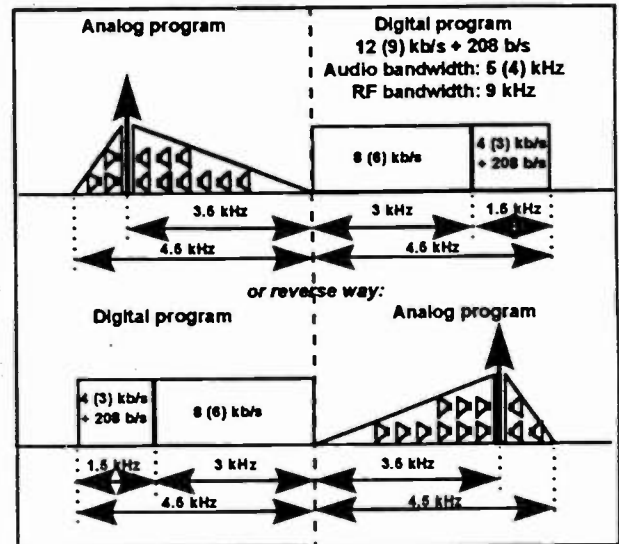 Analog program
Digital program
12 (9) kb/s + 208 b/s
Audio bandwidth: 5 (4) kHz
RF bandwidth: 9 kHz
8 (6) kb/s
4 (3) kb/s
+ 208 b/s
3.5 kHz
3 kHz
1.5 kHz
4.5 kHz
4.5 kHz
or reverse way:
Digital program
Analog program
4 (3) kb/s
+ 208 b/s
8 (6) kb/s
1.5 kHz
3 kHz
3.5 kHz
4.5 kHz
4.5 kHz